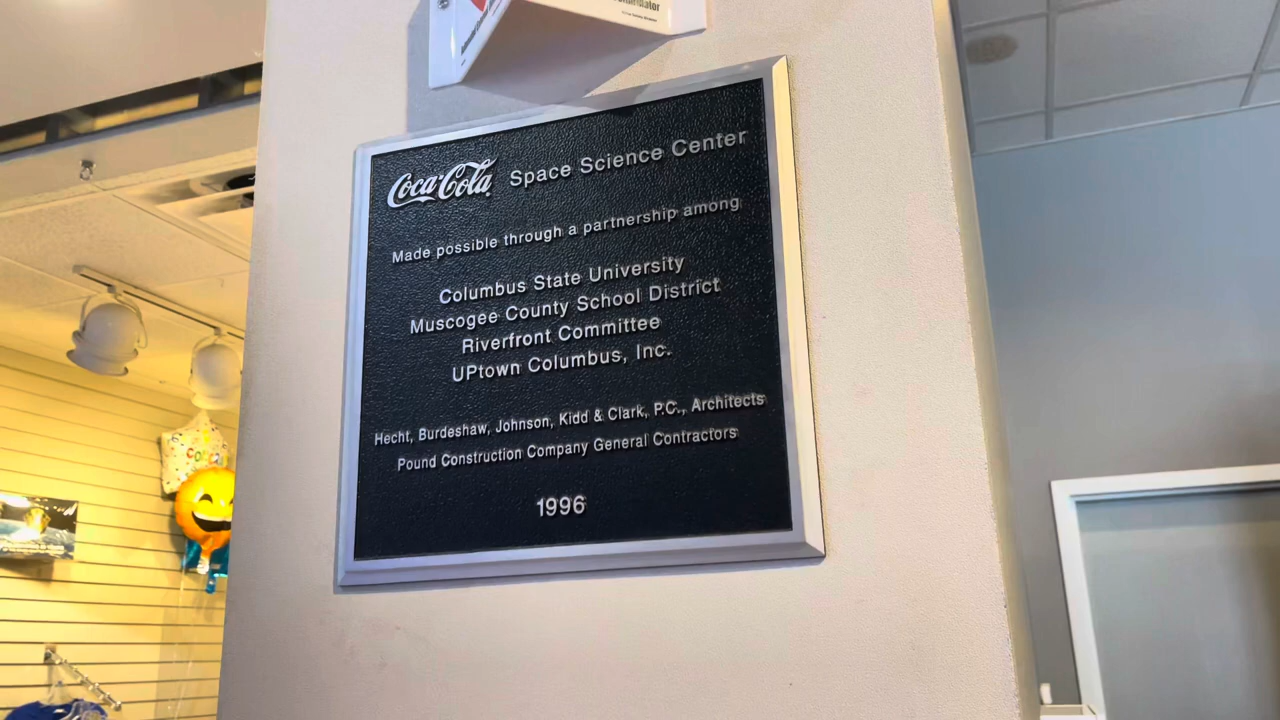 Coca-Cola Space Science Center
Made possible through a partnership among
Columbus State University
Muscogee County School District
Riverfront Committee
UPtown Columbus, Inc.
Hecht, Burdeshaw, Johnson, Kidd & Clark, P.C., Architects
Pound Construction Company General Contractors
1996